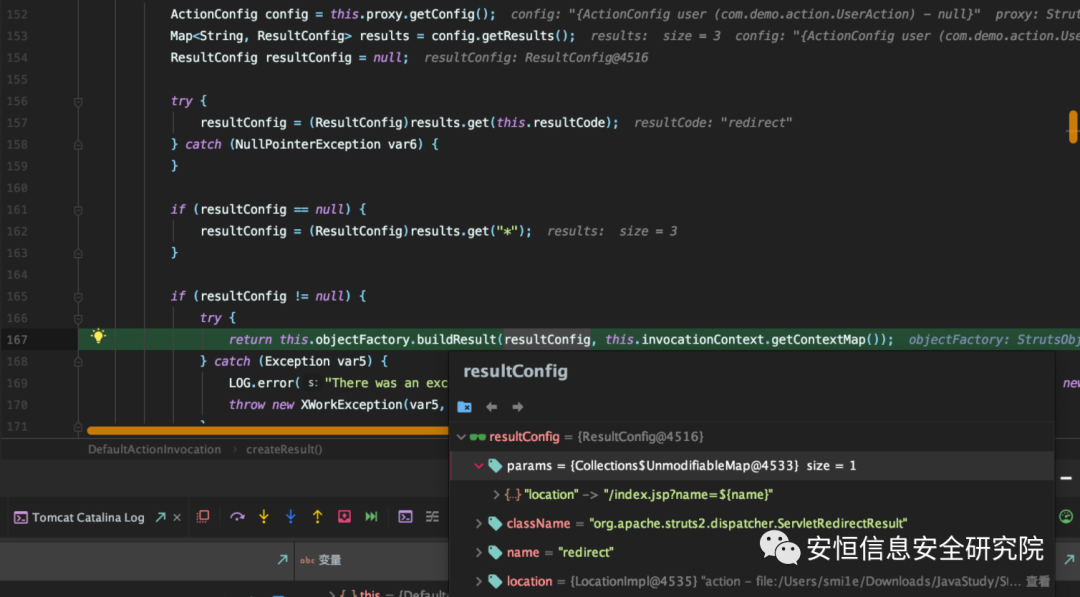 152 ActionConfig config = this.proxy.getConfig(); config: "{ActionConfig user (com.demo.action.UserAction) - null}" proxy: Strut
153 Map<String, ResultConfig> results = config.getResults(); results: size = 3 config: "{ActionConfig user (com.demo.action.Use
154 ResultConfig resultConfig = null; resultConfig: ResultConfig@4516
155
156 try {
157 resultConfig = (ResultConfig)results.get(this.resultCode); resultCode: "redirect"
158 } catch (NullPointerException var6) {
159 }
160
161 if (resultConfig == null) {
162 resultConfig = (ResultConfig)results.get("*"); results: size = 3
163 }
164
165 if (resultConfig != null) {
166 try {
167 return this.objectFactory.buildResult(resultConfig, this.invocationContext.getContextMap()); objectFactory: StrutsObj
168 } catch (Exception var5) {
169 LOG.error( s: "There was an exc new
170 throw new XWorkException(var5,
171
DefaultActionInvocation › createResult()
resultConfig
resultConfig = {ResultConfig@4516}
params = {Collections$UnmodifiableMap@4533} size = 1
{..} "location" -> "/index.jsp?name=${name}"
className = "org.apache.struts2.dispatcher.ServletRedirectResult"
name = "redirect"
location = {LocationImpl@4535} "action - file:/Users/smi1e/Downloads/JavaStudy/S!... 查看
Tomcat Catalina Log
abc 变量
this = {Default
安恒信息安全研究院